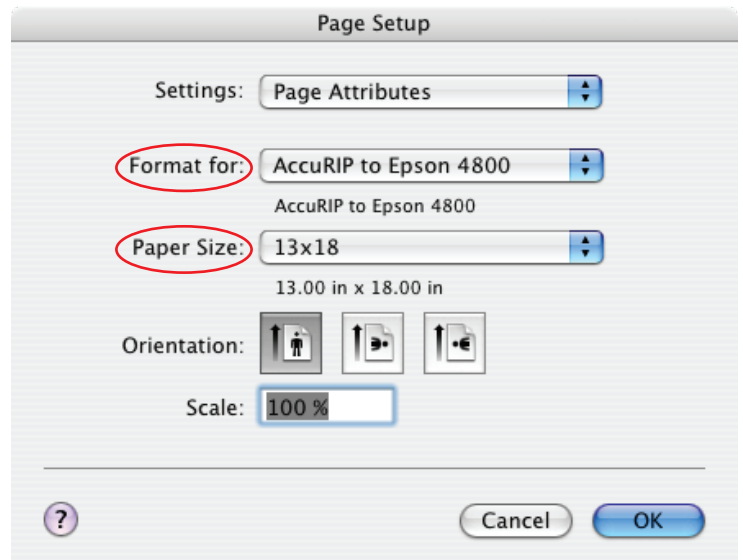 Page Setup
Settings: Page Attributes
Format for: AccuRIP to Epson 4800
AccuRIP to Epson 4800
Paper Size: 13x18
13.00 in x 18.00 in
Orientation:
Scale: 100 %
? Cancel OK